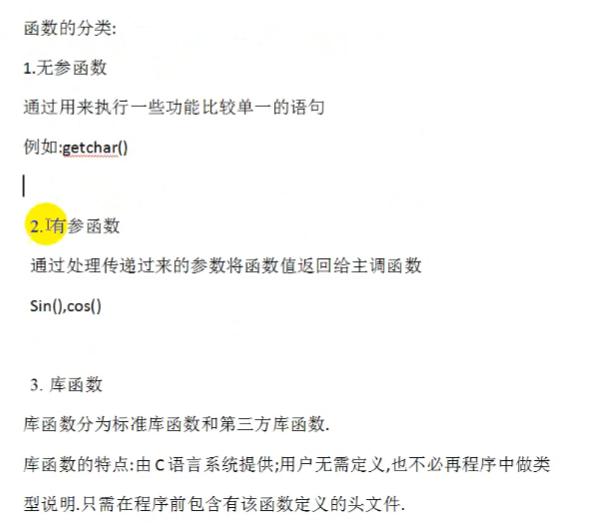 函数的分类:
1.无参函数
通过用来执行一些功能比较单一的语句
例如:getchar()
2.有参函数
通过处理传递过来的参数将函数值返回给主调函数
Sin(),cos()
3. 库函数
库函数分为标准库函数和第三方库函数.
库函数的特点:由C语言系统提供;用户无需定义,也不必再程序中做类
型说明.只需在程序前包含有该函数定义的头文件.